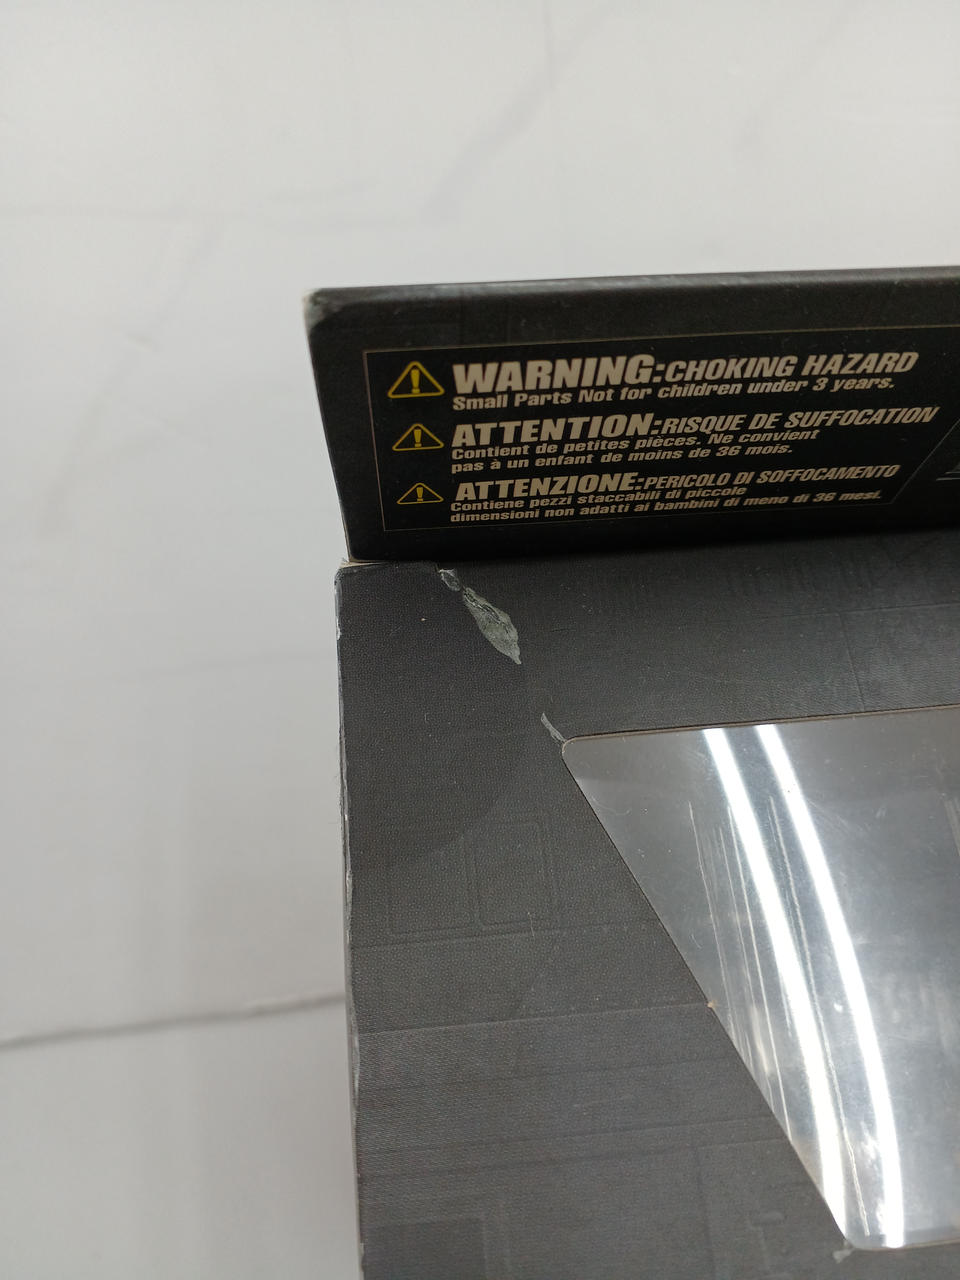 WARNING:CHOKING HAZARD
Small Parts Not for children under 3 years.
ATTENTION:RISQUE DE SUFFOCATION
Contient de petites pièces. Ne convient
pas à un enfant de moins de 36 mois.
ATTENZIONE:PERICOLO DI SOFFOCAMENTO
Contiene pezzi staccabili di piccole
dimensioni non adatti ai bambini di meno di 36 mesi.